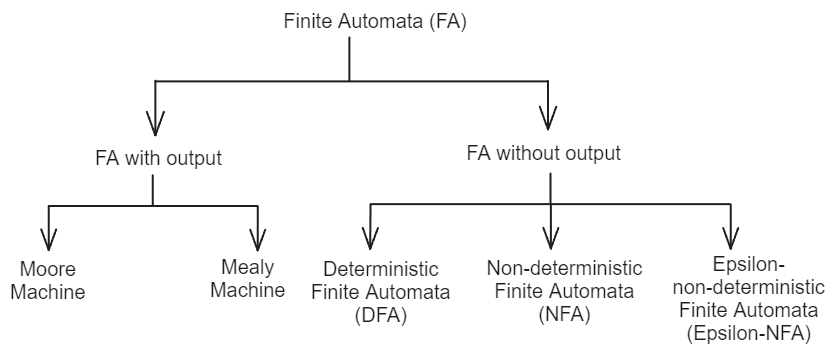 Finite Automata (FA)
FA with output
FA without output
Moore
Machine
Mealy
Machine
Deterministic
Finite Automata
(DFA)
Non-deterministic
Finite Automata
(NFA)
Epsilon-
non-deterministic
Finite Automata
(Epsilon-NFA)